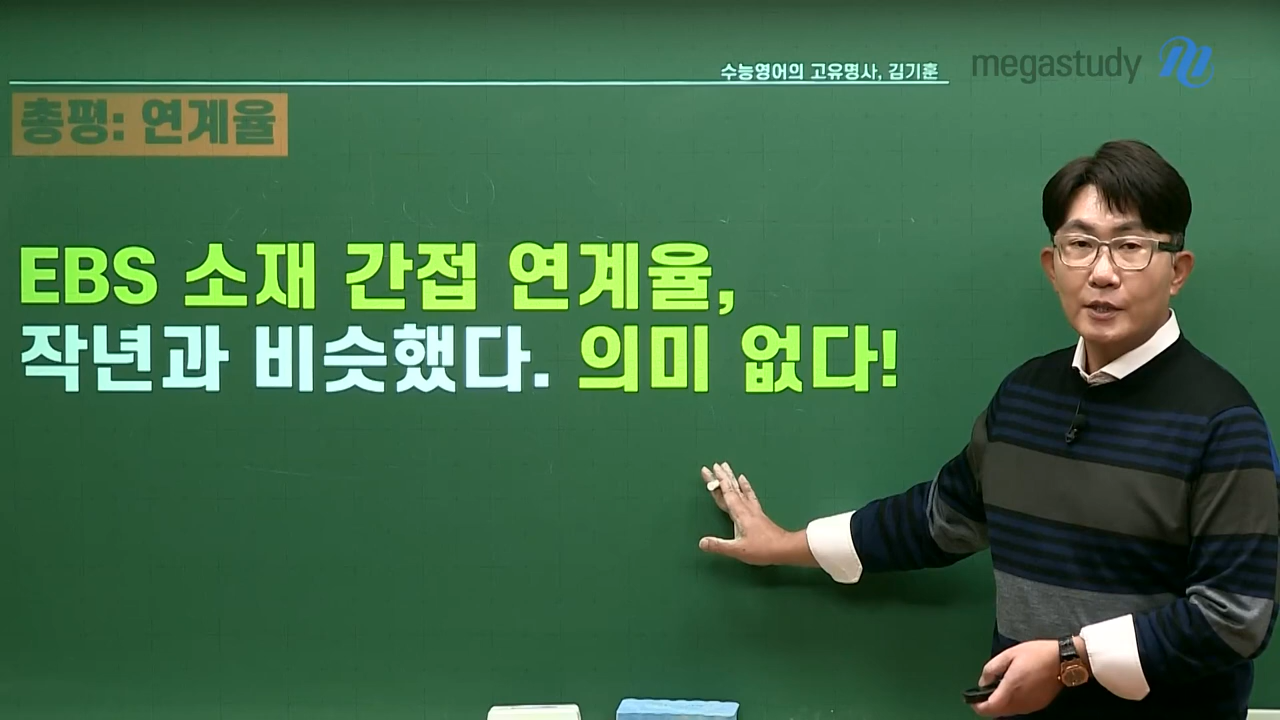 수능영어의 고유명사, 김기훈
megastudy
총평: 연계율
EBS 소재 간접 연계율,
작년과 비슷했다. 의미 없다!